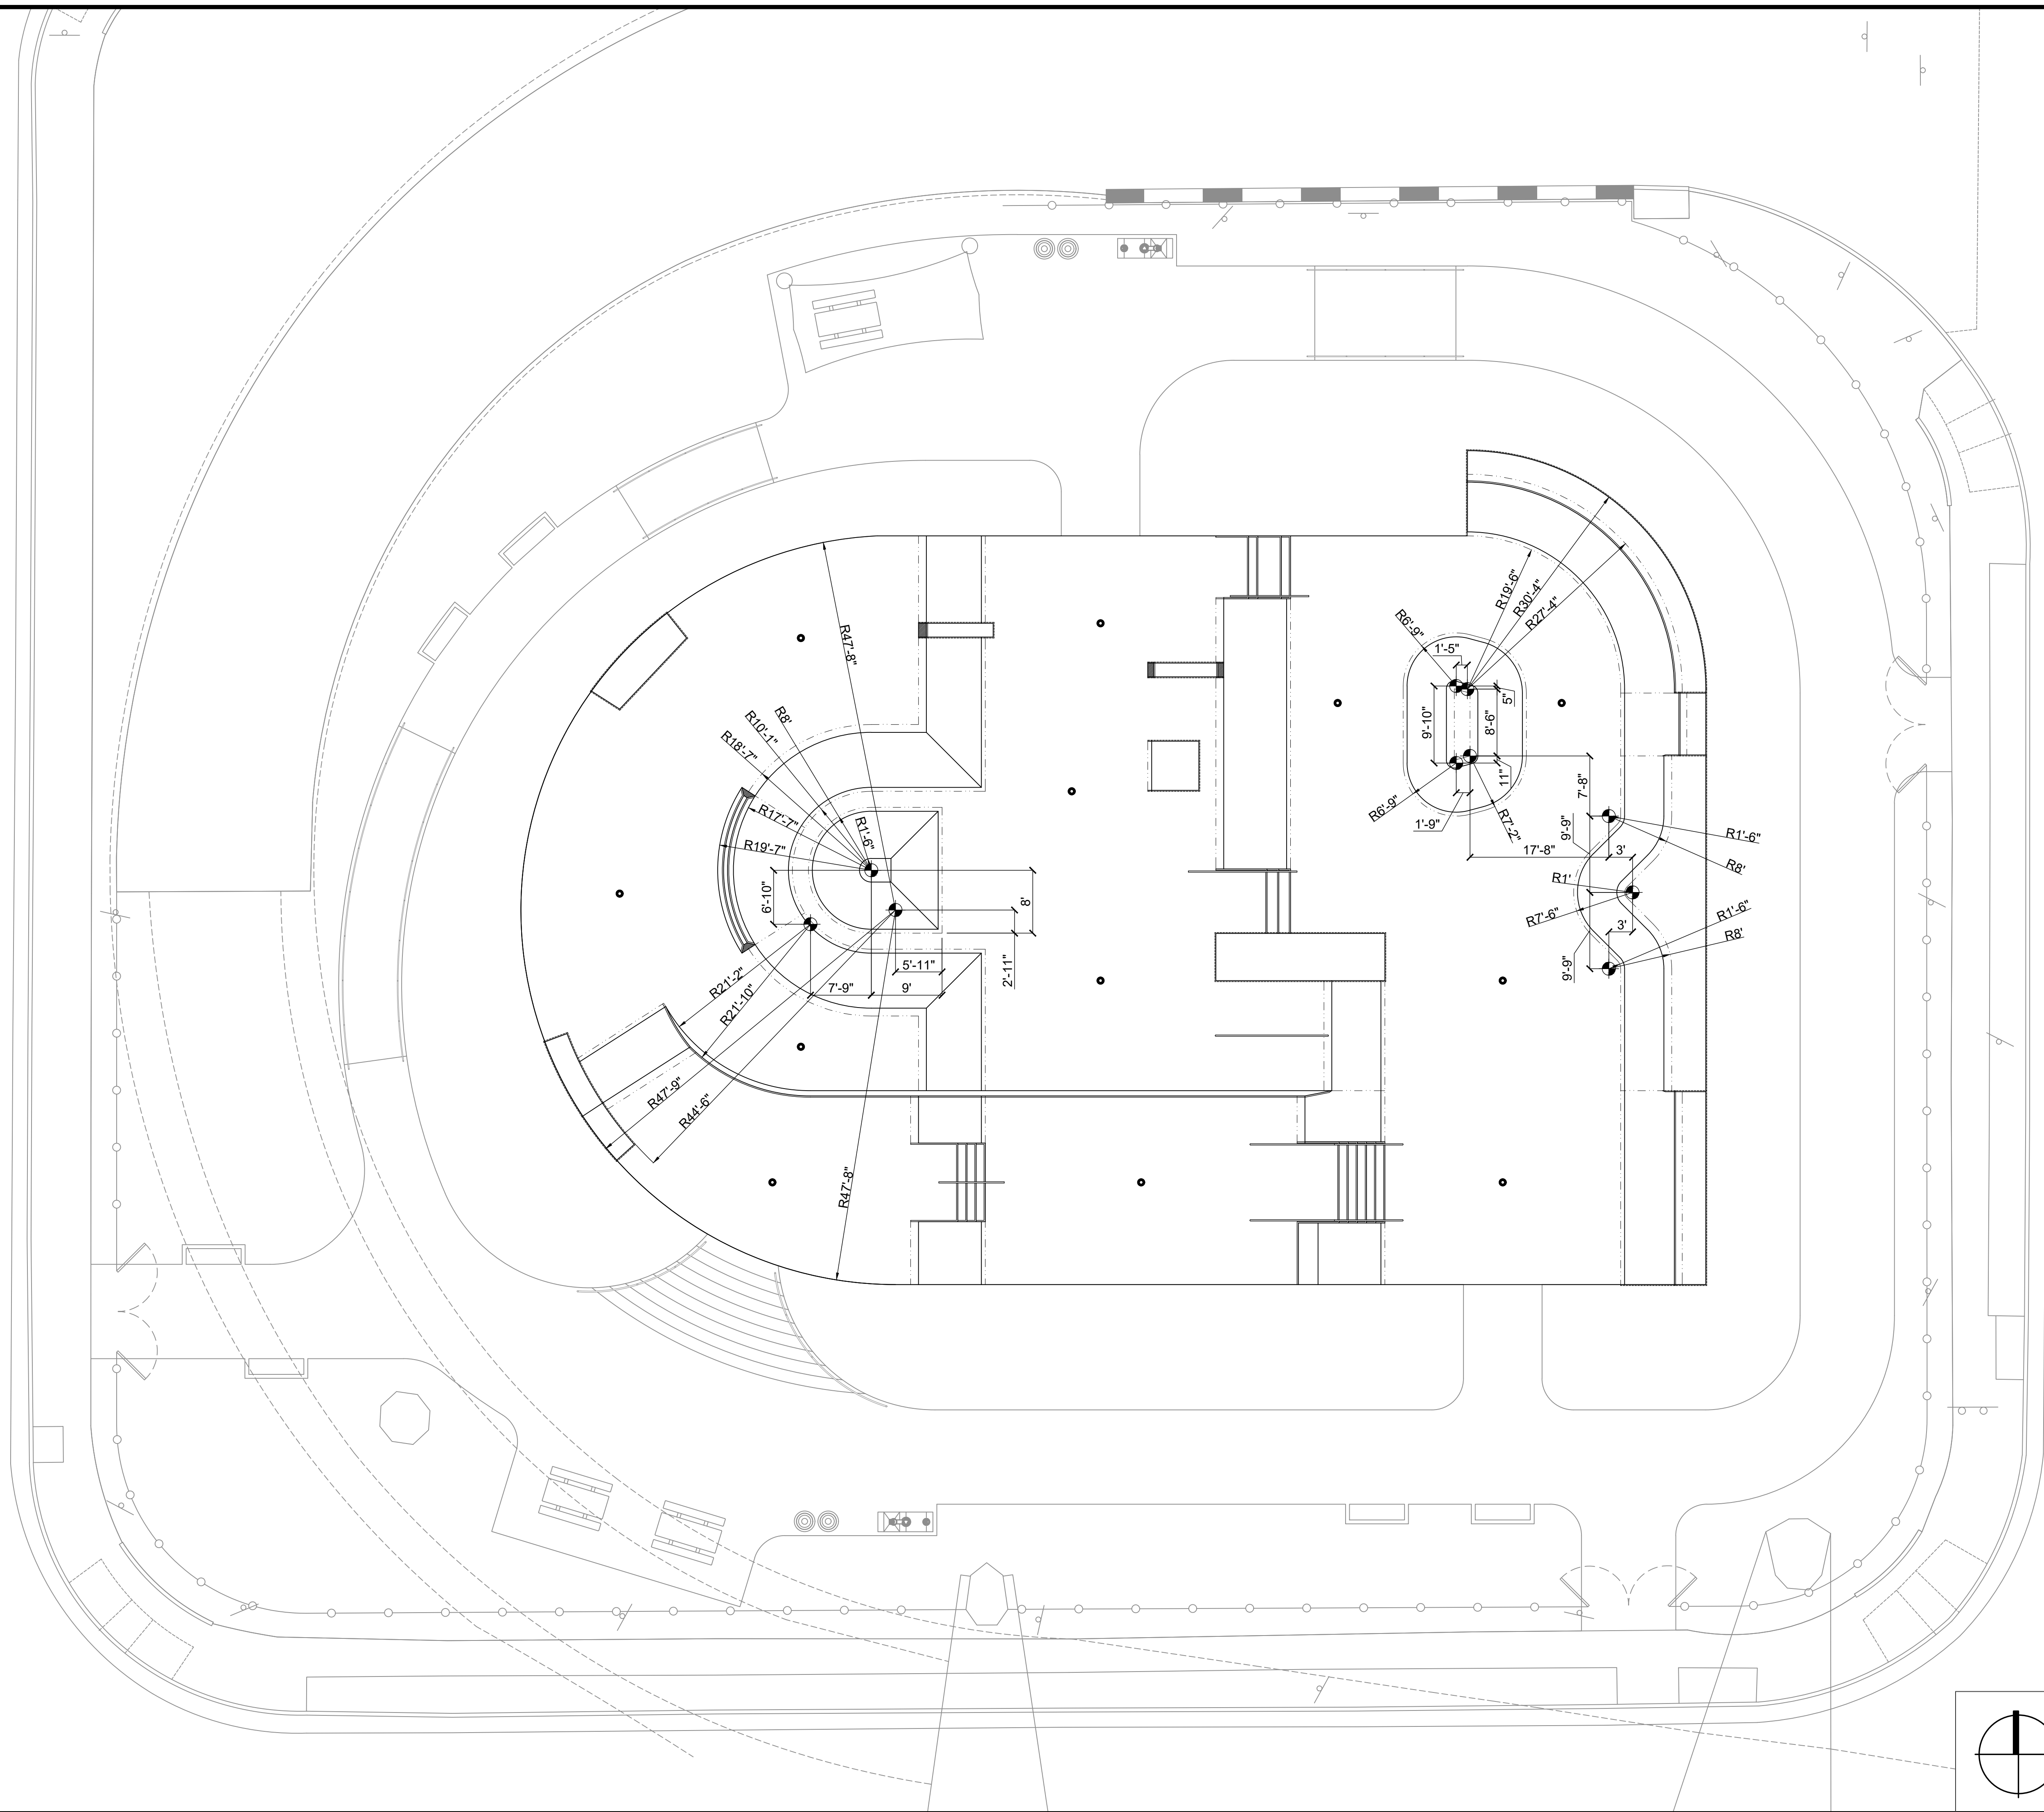 R47'-8"
R19'-6"
R30'-4"
R27'-4"
R6'-9"
1'-5"
5"
9'-10"
8'-6"
R8'
R10'-1"
R18'-7"
11"
7'-8"
R6'-9"
1'-9"
R7'-2"
R17'-7"
R1'-6"
R19'-7"
9'-9"
17'-8"
3'
R1'-6"
R8'
R1'
6'-10"
8'
R7'-6"
3'
R1'-6"
R8'
9'-9"
5'-11"
2'-11"
7'-9"
9'
R21'-2"
R21'-10"
R47'-9"
R44'-6"
R47'-8"